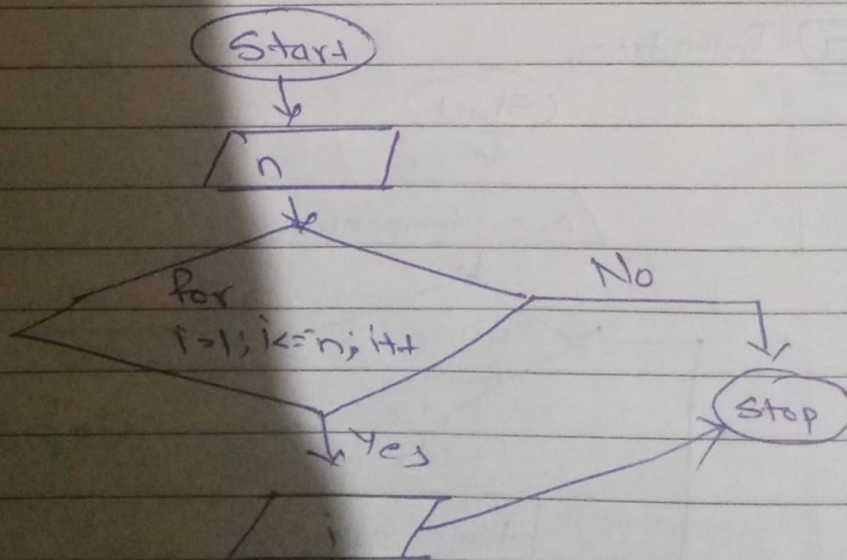 Start
n
No
for
i=1; i<=n; i++
Stop
Yes
i